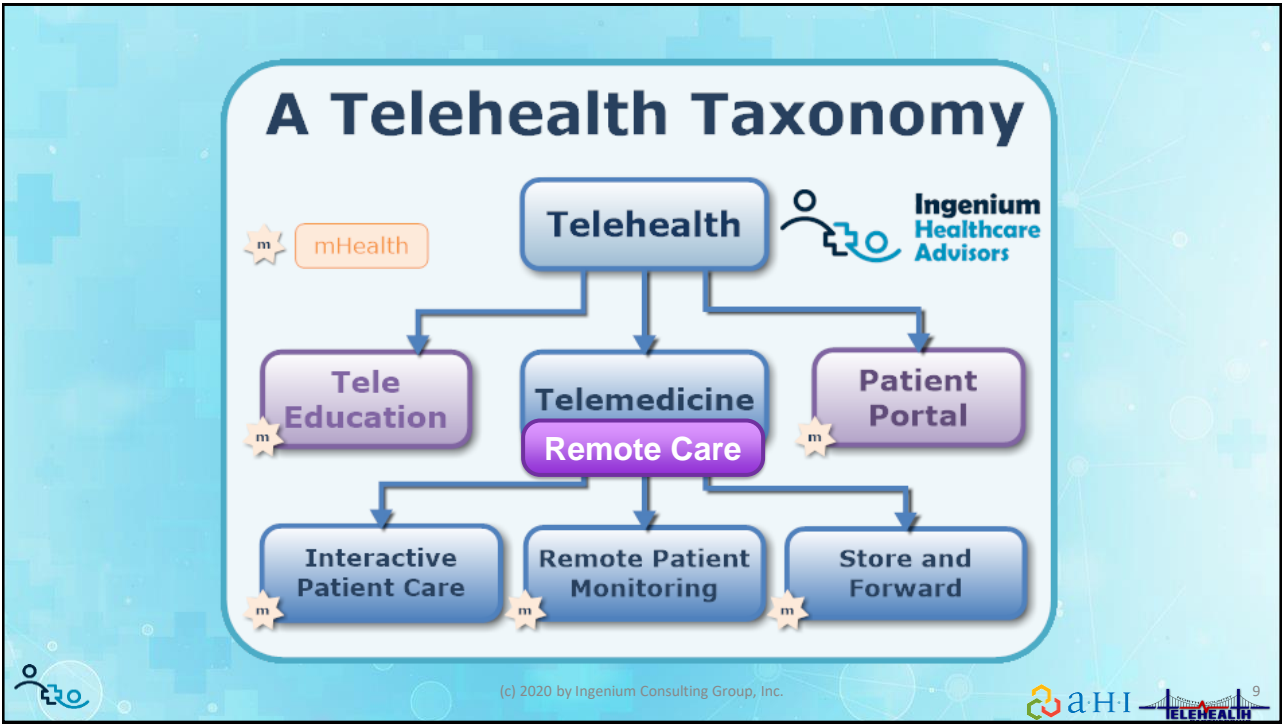 A Telehealth Taxonomy
m
mHealth
Telehealth
Ingenium
Healthcare
Advisors
Tele
Education
m
Telemedicine
Remote Care
Patient
Portal
m
Interactive
Patient Care
m
Remote Patient
Monitoring
m
Store and
Forward
m
(c) 2020 by Ingenium Consulting Group, Inc.
a·H·I
TELEHEALTH
9